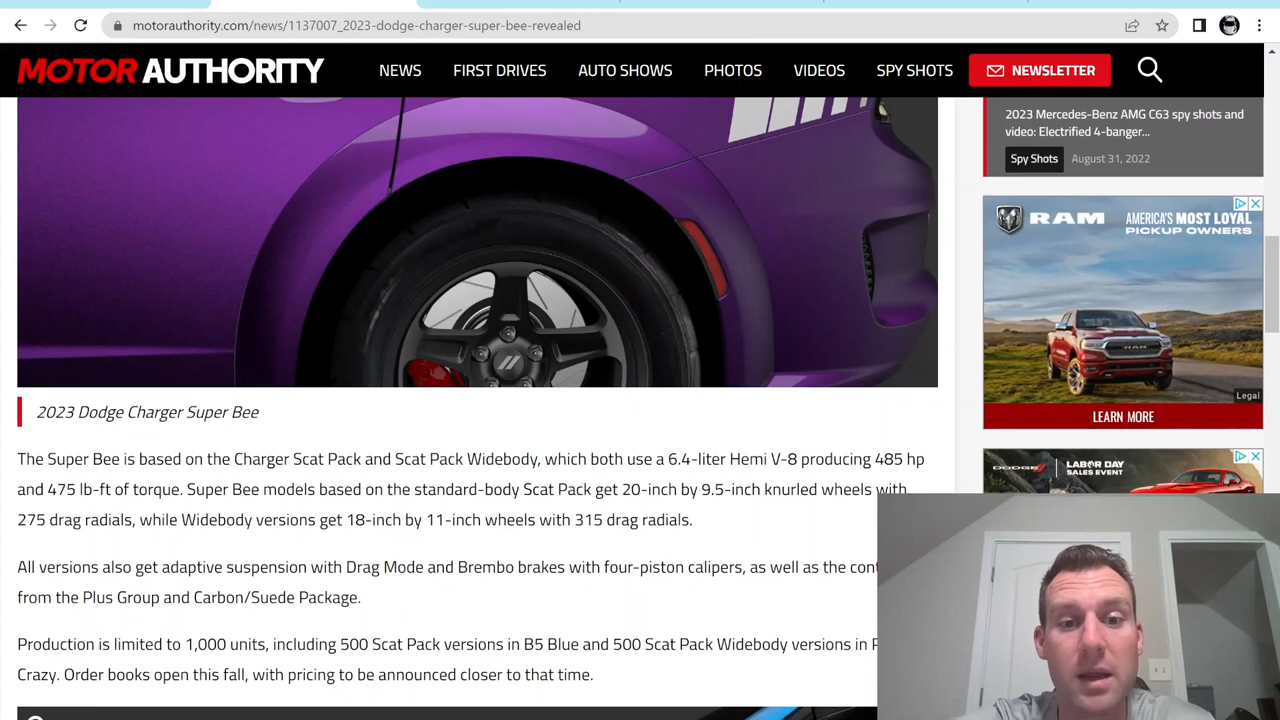 motorauthority.com/news/1137007_2023-dodge-charger-super-bee-revealed
MOTOR AUTHORITY
NEWS
FIRST DRIVES
AUTO SHOWS
PHOTOS
VIDEOS
SPY SHOTS
NEWSLETTER
2023 Mercedes-Benz AMG C63 spy shots and
video: Electrified 4-banger...
Spy Shots August 31, 2022
RAM
AMERICA'S MOST LOYAL
PICKUP OWNERS
Legal
LEARN MORE
DODGE
LABOR DAY
SALES EVENT
2023 Dodge Charger Super Bee
The Super Bee is based on the Charger Scat Pack and Scat Pack Widebody, which both use a 6.4-liter Hemi V-8 producing 485 hp
and 475 lb-ft of torque. Super Bee models based on the standard-body Scat Pack get 20-inch by 9.5-inch knurled wheels with
275 drag radials, while Widebody versions get 18-inch by 11-inch wheels with 315 drag radials.
All versions also get adaptive suspension with Drag Mode and Brembo brakes with four-piston calipers, as well as the
from the Plus Group and Carbon/Suede Package.
Production is limited to 1,000 units, including 500 Scat Pack versions in B5 Blue and 500 Scat Pack Widebody versions in
Crazy. Order books open this fall, with pricing to be announced closer to that time.